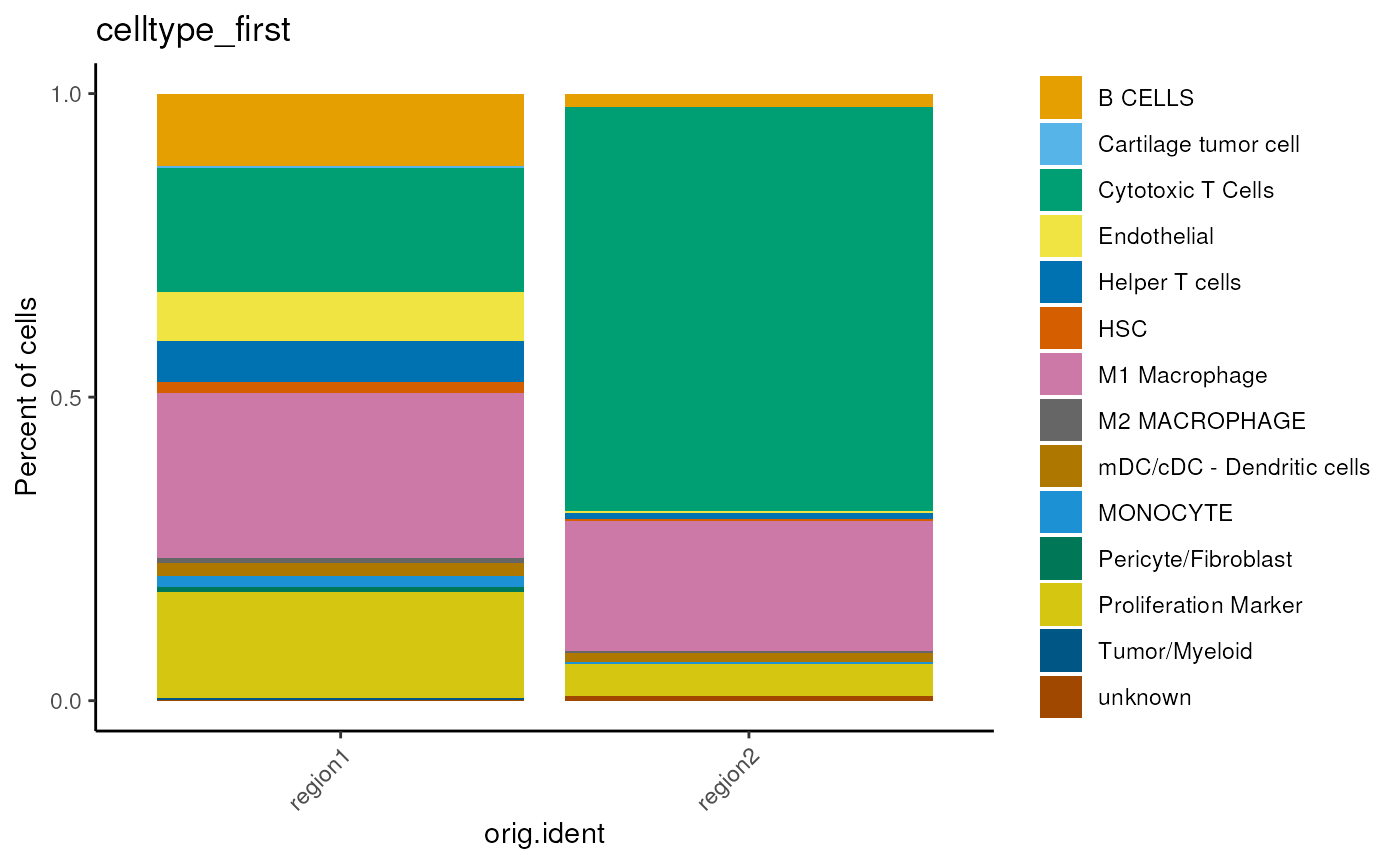 celltype_first
Percent of cells
1.0
0.5
0.0
region1
region2
orig.ident
B CELLS
Cartilage tumor cell
Cytotoxic T Cells
Endothelial
Helper T cells
HSC
M1 Macrophage
M2 MACROPHAGE
mDC/cDC - Dendritic cells
MONOCYTE
Pericyte/Fibroblast
Proliferation Marker
Tumor/Myeloid
unknown